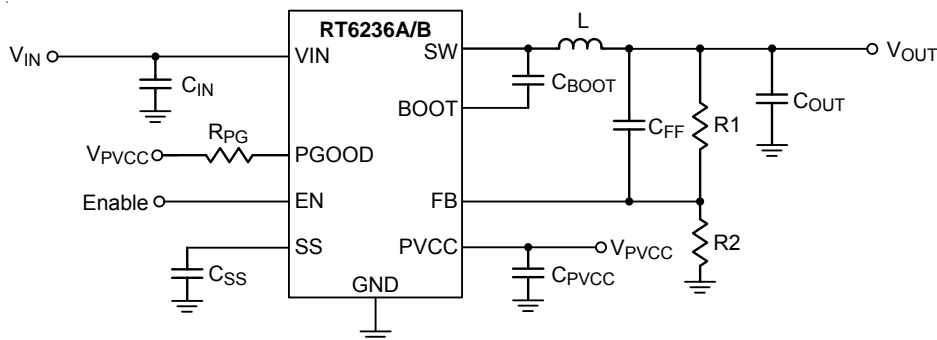 RT6236A/B
VIN
VIN
CIN
SW
L
VOUT
CBOOT
BOOT
CFF
R1
COUT
VPVCC
RPG
PGOOD
Enable
EN
FB
R2
SS
CSS
PVCC
VPVCC
CPVCC
GND